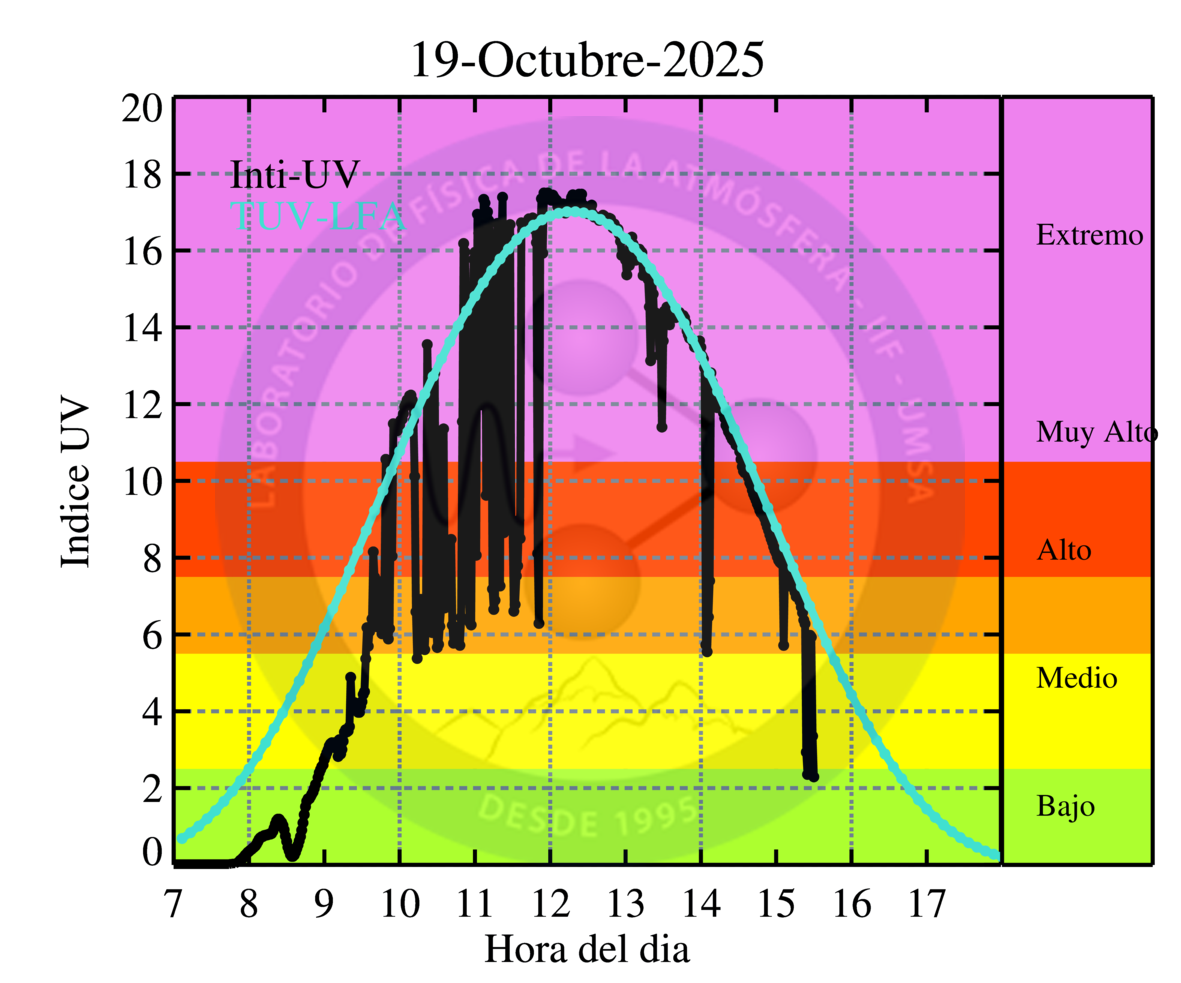 19-Octubre-2025
20
18
16
14
12
10
8
6
4
2
0
Indice UV
Inti-UV
TUV-LFA
LABORATORIO DE FÍSICA DE LA ATMÓSFERA - IIF - UMSA
DESDE 1995
Extremo
Muy Alto
Alto
Medio
Bajo
7 8 9 10 11 12 13 14 15 16 17
Hora del dia